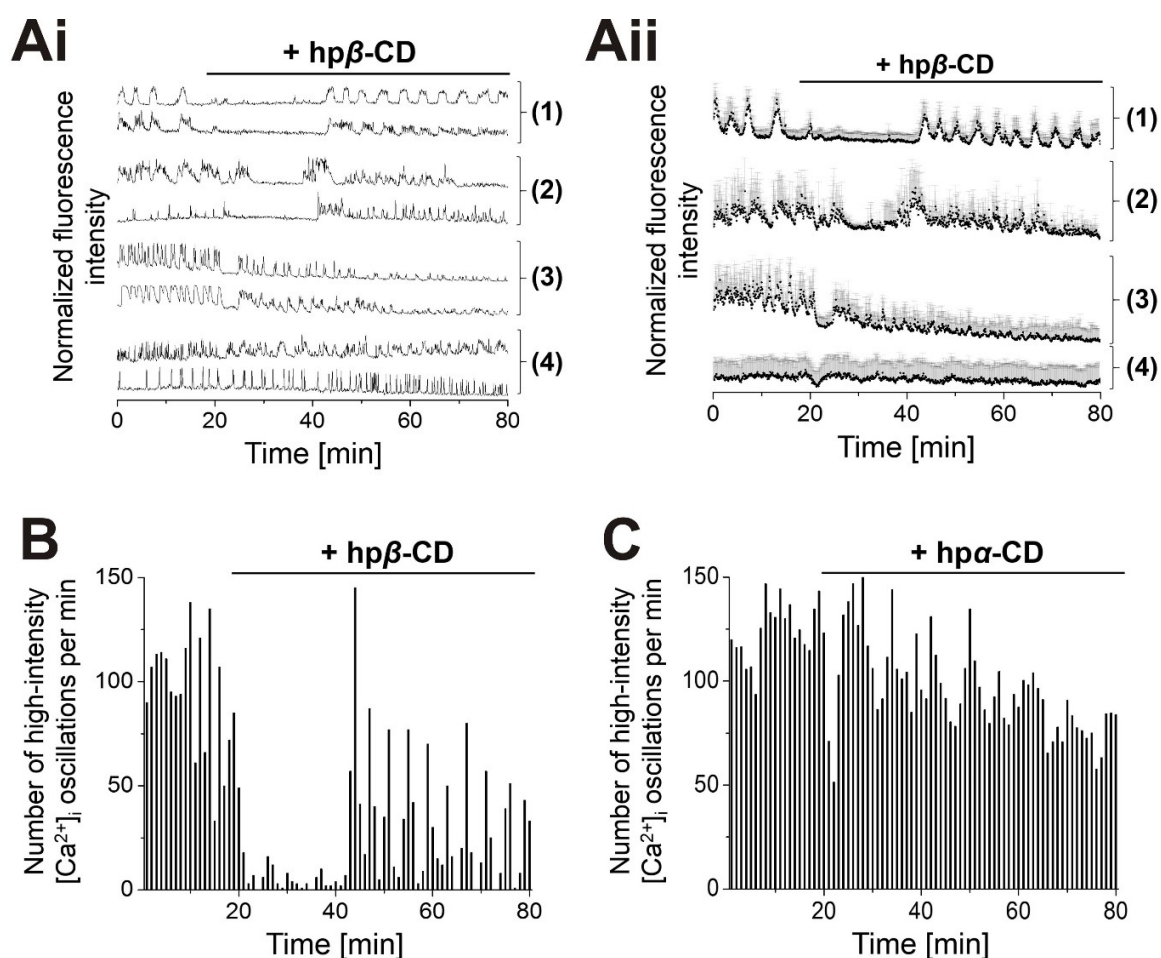 Ai
+ hpβ-CD
Normalized fluorescence
intensity
(1)
(2)
(3)
(4)
0 20 40 60 80
Time [min]
Aii
+ hpβ-CD
Normalized fluorescence
intensity
(1)
(2)
(3)
(4)
0 20 40 60 80
Time [min]
B
+ hpβ-CD
Number of high-intensity
[Ca²⁺]ᵢ oscillations per min
150
100
50
0
20 40 60 80
Time [min]
C
+ hpα-CD
Number of high-intensity
[Ca²⁺]ᵢ oscillations per min
150
100
50
0
20 40 60 80
Time [min]